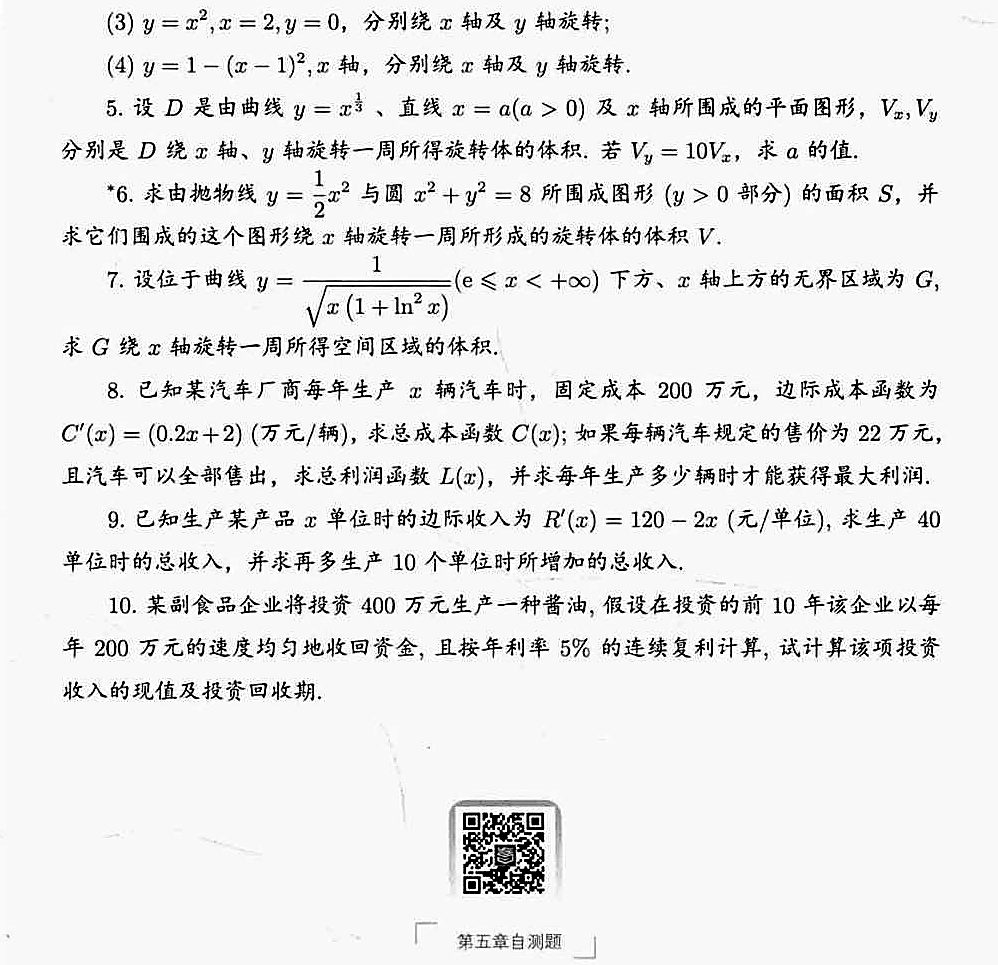 (3) y = x², x = 2, y = 0, 分别绕 x 轴及 y 轴旋转;
(4) y = 1 − (x − 1)², x 轴, 分别绕 x 轴及 y 轴旋转.
5. 设 D 是由曲线 y = x^{1/3} 、直线 x = a(a > 0) 及 x 轴所围成的平面图形, Vₓ, V_y
分别是 D 绕 x 轴、y 轴旋转一周所得旋转体的体积. 若 V_y = 10Vₓ, 求 a 的值.
*6. 求由抛物线 y = \frac{1}{2}x² 与圆 x² + y² = 8 所围成图形 (y > 0 部分) 的面积 S, 并
求它们围成的这个图形绕 x 轴旋转一周所形成的旋转体的体积 V.
7. 设位于曲线 y = \frac{1}{\sqrt{x(1 + ln² x)}} (e ⩽ x < +∞) 下方、x 轴上方的无界区域为 G,
求 G 绕 x 轴旋转一周所得空间区域的体积.
8. 已知某汽车厂商每年生产 x 辆汽车时, 固定成本 200 万元, 边际成本函数为
C′(x) = (0.2x+2) (万元/辆), 求总成本函数 C(x); 如果每辆汽车规定的售价为 22 万元,
且汽车可以全部售出, 求总利润函数 L(x), 并求每年生产多少辆时才能获得最大利润.
9. 已知生产某产品 x 单位时的边际收入为 R′(x) = 120 − 2x (元/单位), 求生产 40
单位时的总收入, 并求再多生产 10 个单位时所增加的总收入.
10. 某副食品企业将投资 400 万元生产一种酱油, 假设在投资的前 10 年该企业以每
年 200 万元的速度均匀地收回资金, 且按年利率 5% 的连续复利计算, 试计算该项投资
收入的现值及投资回收期.
第五章自测题